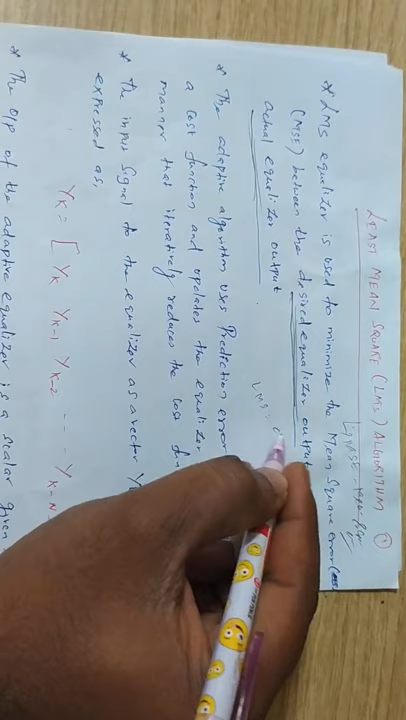 LEAST MEAN SQUARE (LMS) ALGORITHM ①
* LMS equalizer is used to minimize the Mean Square error
(MSE) between the desired equalizer output
actual equalizer output.
LMS:
* The adaptive algorithm uses Prediction error
a cost function and updates the equalizer
manner that iteratively reduces the cost
* The input signal to the equalizer as a vector
expressed as,
Yk = [ Yk Yk-1 Yk-2 --- Yk-N
* The o/p of the adaptive equalizer is a scalar given